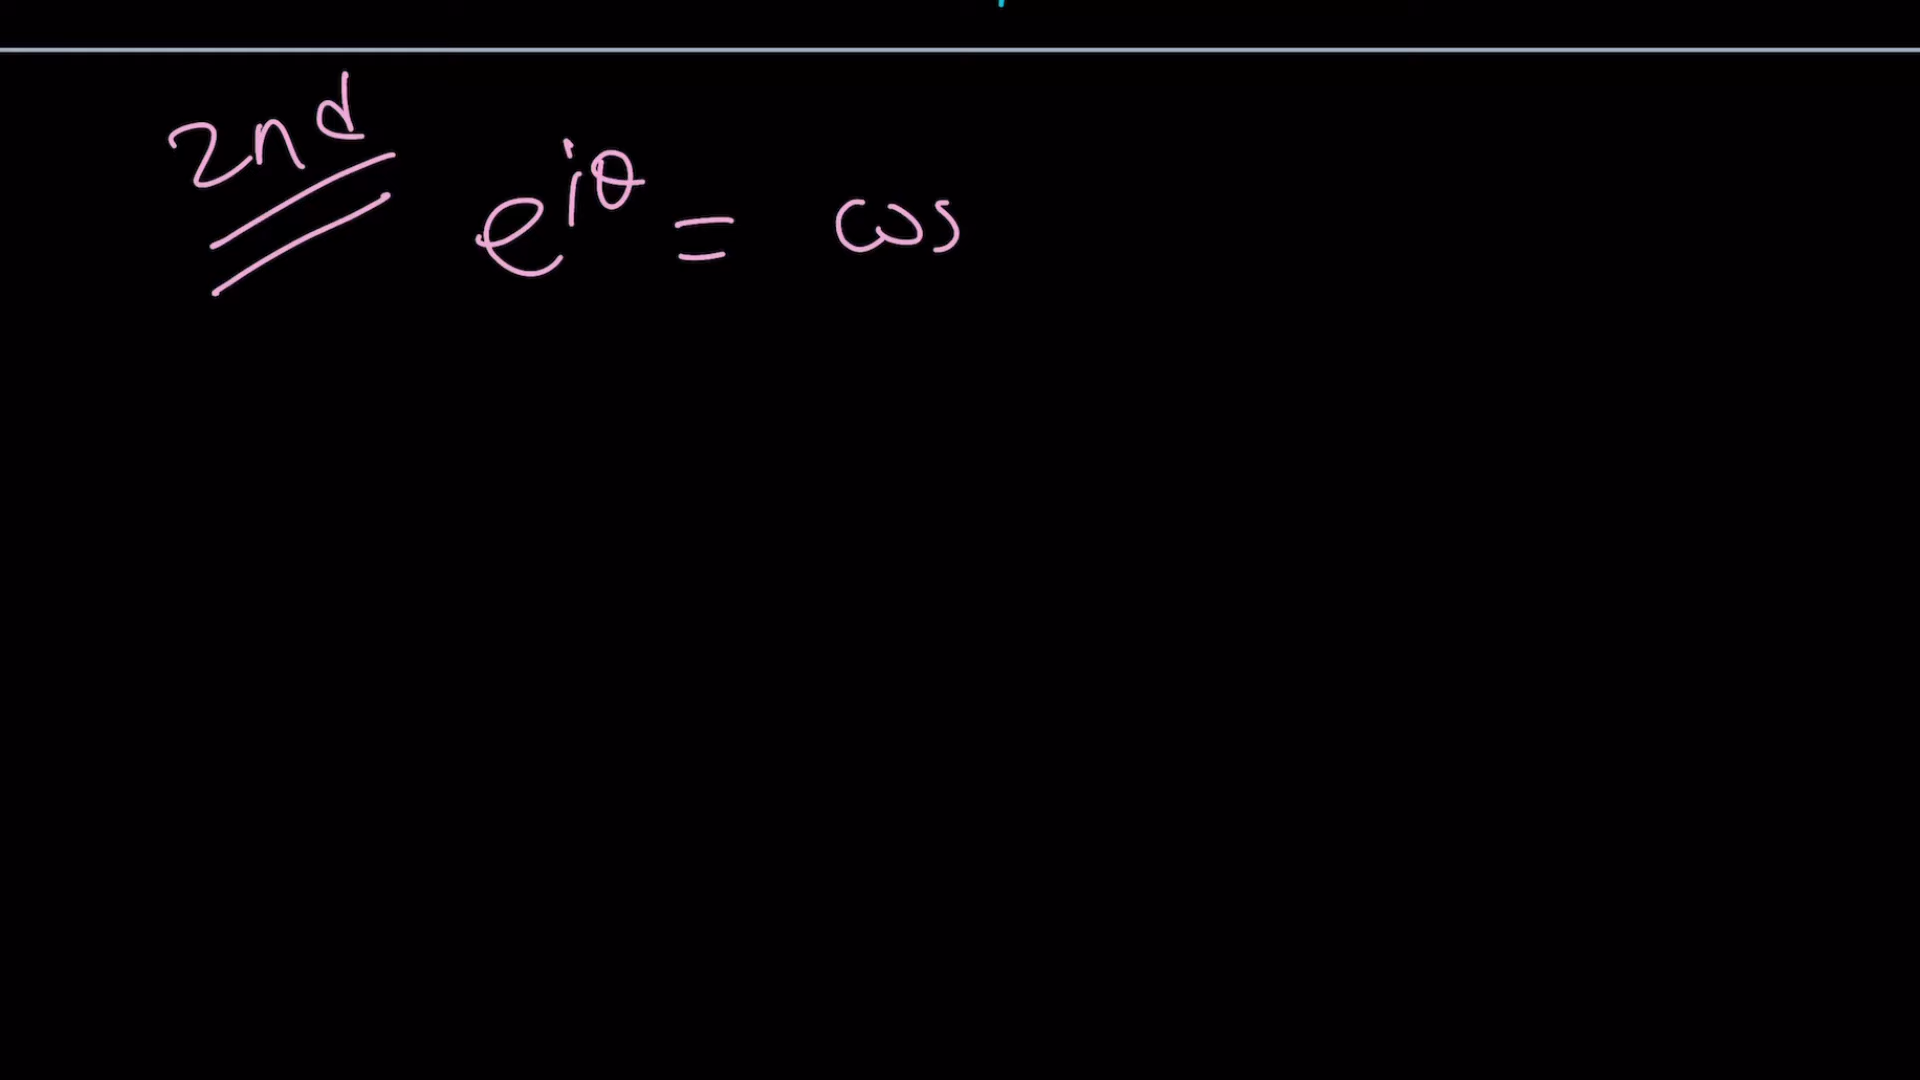 2nd e^{iθ} = cos